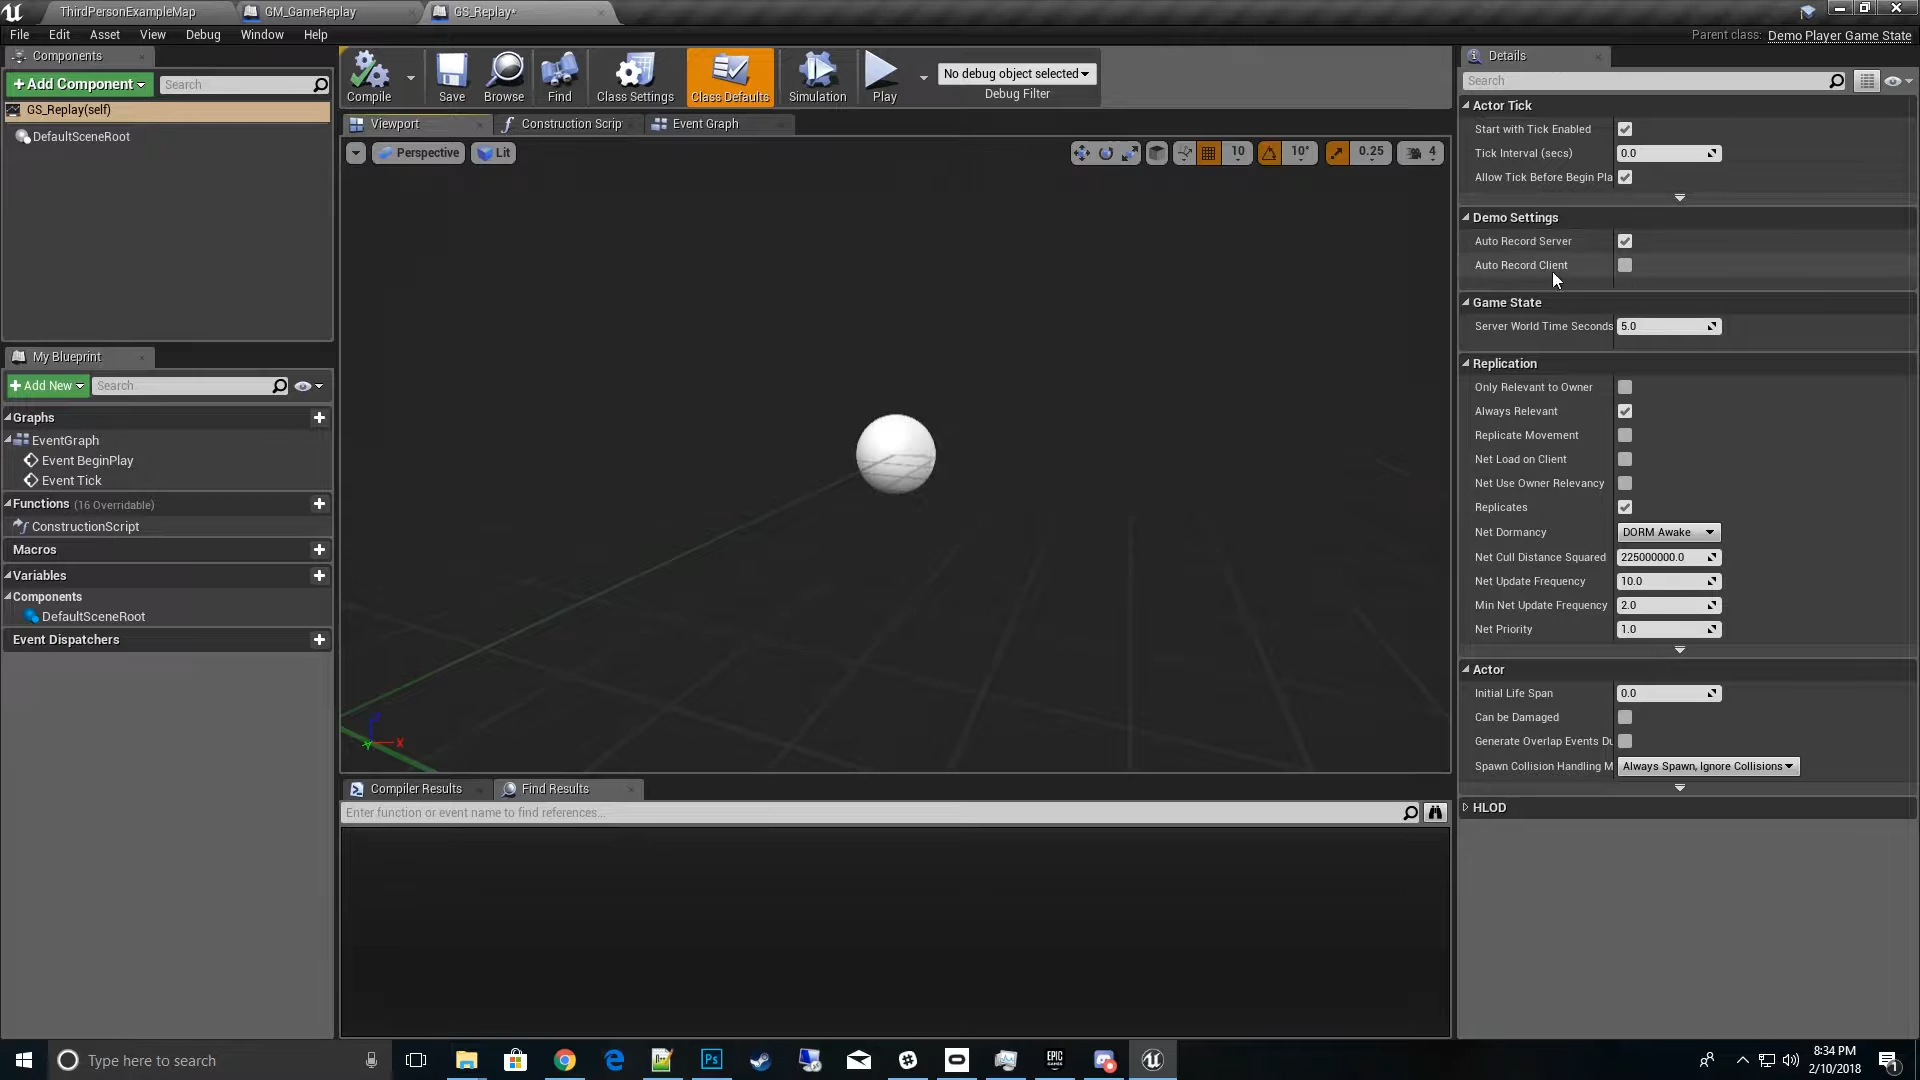 ThirdPersonExampleMap
GM_GameReplay
GS_Replay*
File Edit Asset View Debug Window Help
Parent class: Demo Player Game State
Components
+Add Component
Search
GS_Replay(self)
DefaultSceneRoot
My Blueprint
+Add New
Search
Graphs
EventGraph
Event BeginPlay
Event Tick
Functions (16 Overridable)
ConstructionScript
Macros
Variables
Components
DefaultSceneRoot
Event Dispatchers
Compile
Save
Browse
Find
Class Settings
Class Defaults
Simulation
Play
No debug object selected
Debug Filter
Viewport
Construction Scrip
Event Graph
Perspective
Lit
10
10°
0.25
4
X
Compiler Results
Find Results
Enter function or event name to find references...
Details
Search
Actor Tick
Start with Tick Enabled
Tick Interval (secs) 0.0
Allow Tick Before Begin Pla
Demo Settings
Auto Record Server
Auto Record Client
Game State
Server World Time Seconds 5.0
Replication
Only Relevant to Owner
Always Relevant
Replicate Movement
Net Load on Client
Net Use Owner Relevancy
Replicates
Net Dormancy DORM Awake
Net Cull Distance Squared 225000000.0
Net Update Frequency 10.0
Min Net Update Frequency 2.0
Net Priority 1.0
Actor
Initial Life Span 0.0
Can be Damaged
Generate Overlap Events Du
Spawn Collision Handling M Always Spawn, Ignore Collisions
HLOD
Type here to search
Ps
EPIC
GAMES
8:34 PM
2/10/2018
1